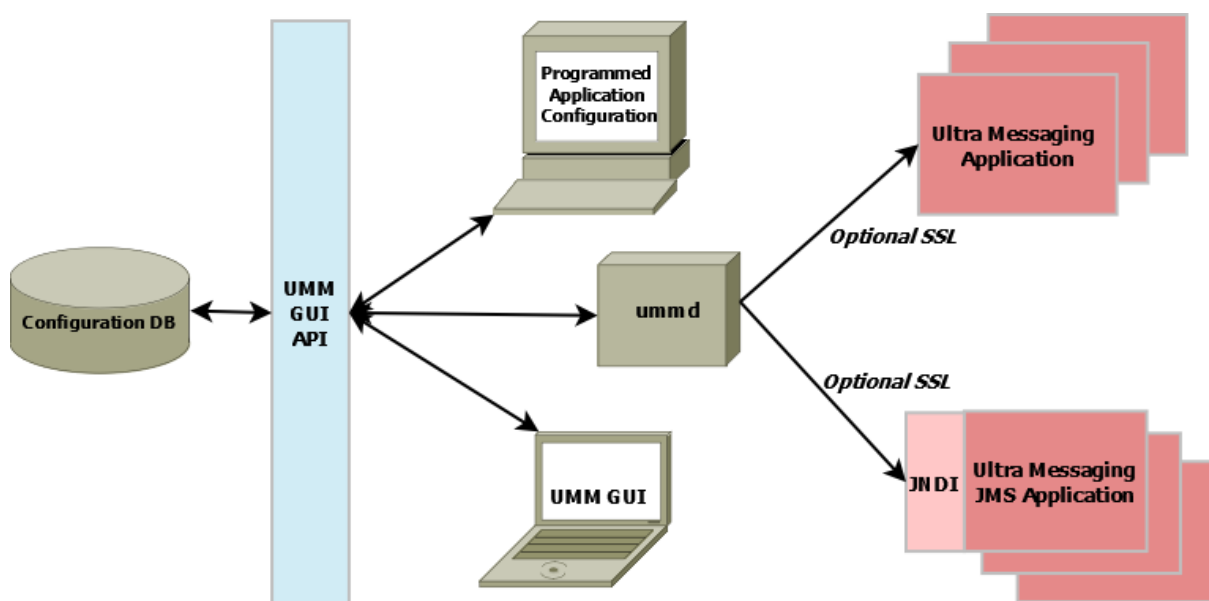 Programmed
Application
Configuration
Ultra Messaging
Application
Optional SSL
Configuration DB
UMM
GUI
API
ummd
Optional SSL
UMM GUI
JNDI
Ultra Messaging
JMS Application